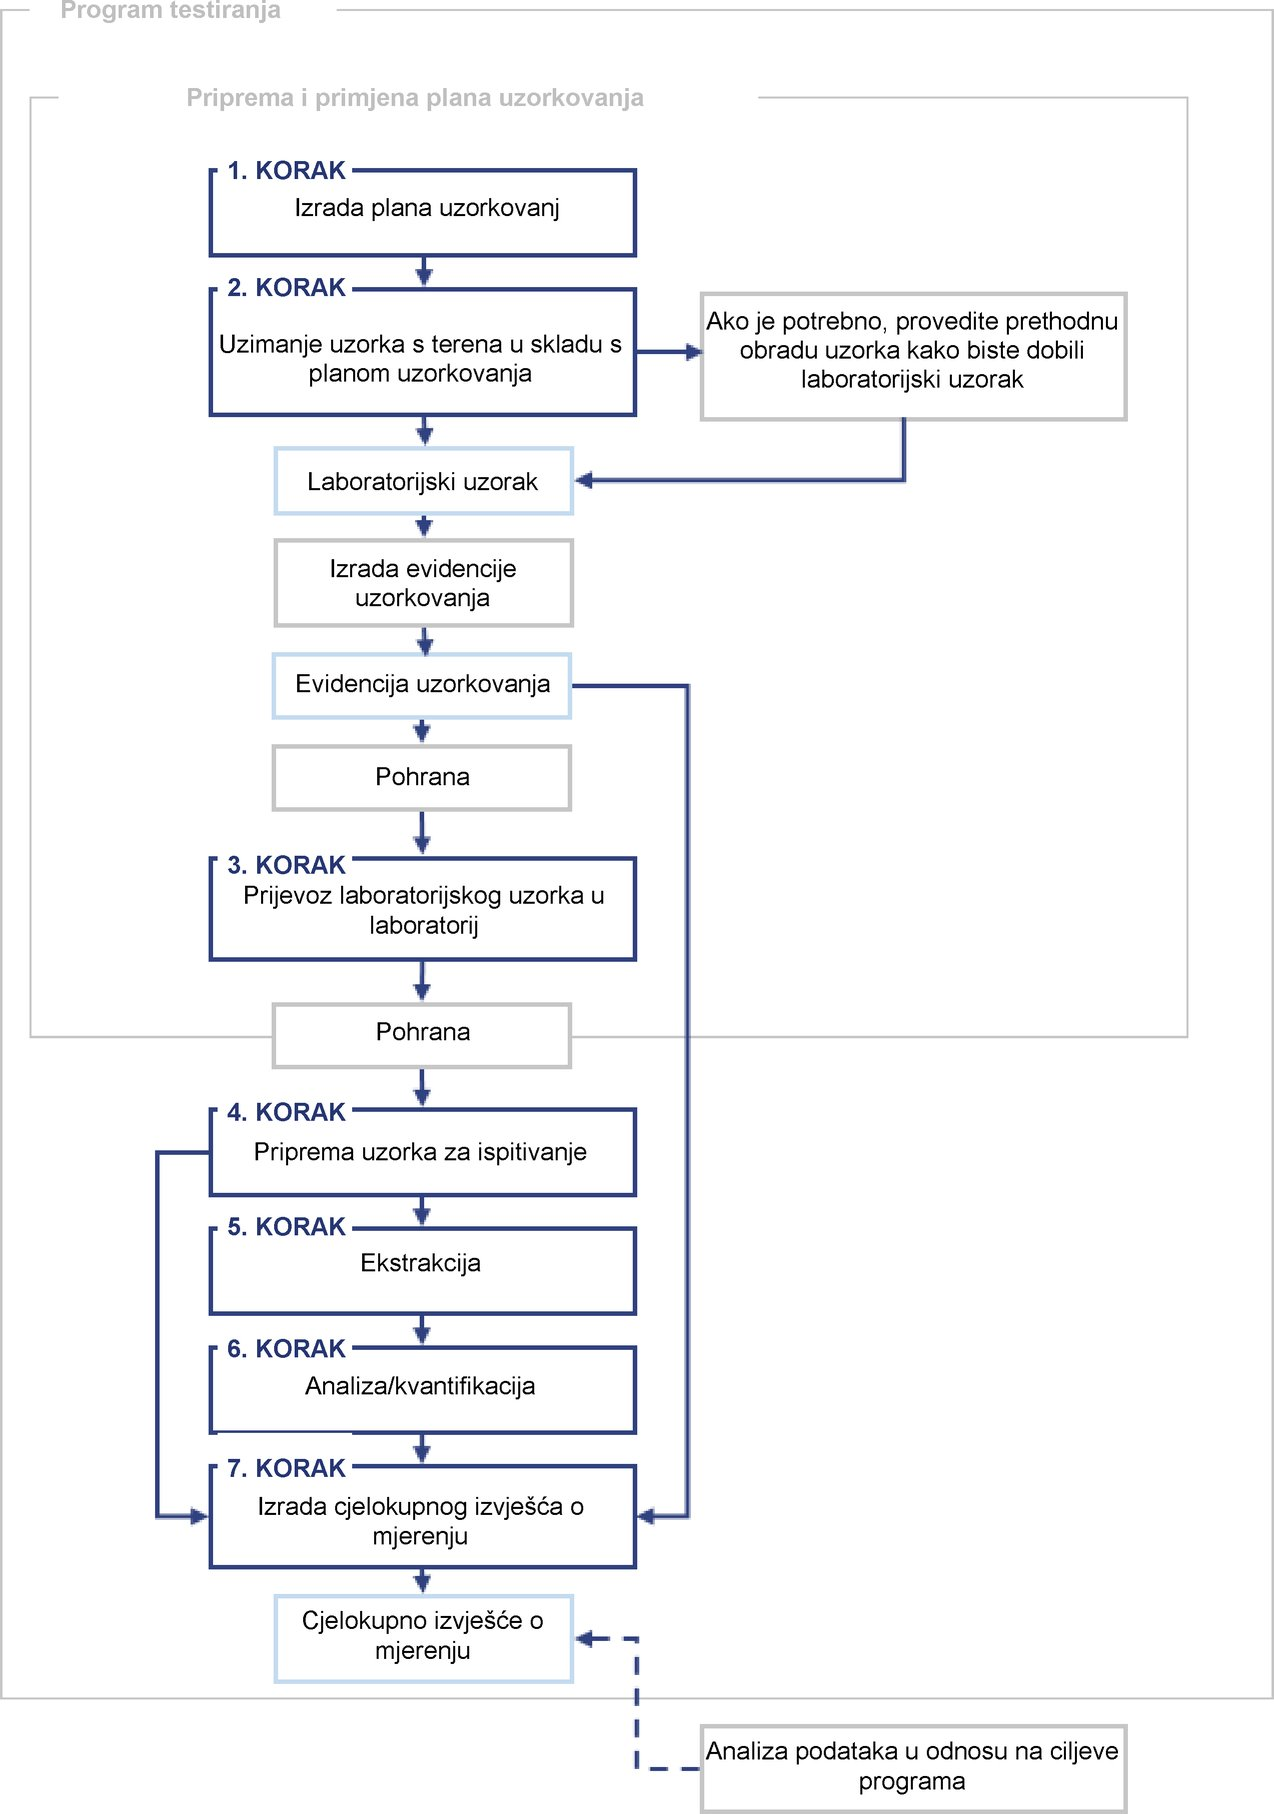 Program testiranja
Priprema i primjena plana uzorkovanja
1. KORAK
Izrada plana uzorkovanj
2. KORAK
Uzimanje uzorka s terena u skladu s
planom uzorkovanja
Ako je potrebno, provedite prethodnu
obradu uzorka kako biste dobili
laboratorijski uzorak
Laboratorijski uzorak
Izrada evidencije
uzorkovanja
Evidencija uzorkovanja
Pohrana
3. KORAK
Prijevoz laboratorijskog uzorka u
laboratorij
Pohrana
4. KORAK
Priprema uzorka za ispitivanje
5. KORAK
Ekstrakcija
6. KORAK
Analiza/kvantifikacija
7. KORAK
Izrada cjelokupnog izvješća o
mjerenju
Cjelokupno izvješće o
mjerenju
Analiza podataka u odnosu na ciljeve
programa